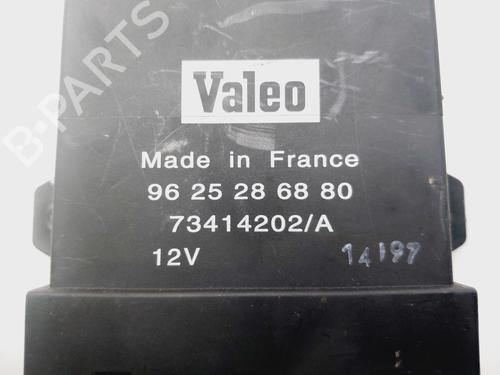 B-PARTS
Valeo
Made in France
96 25 28 68 80
73414202/A
12V 14197